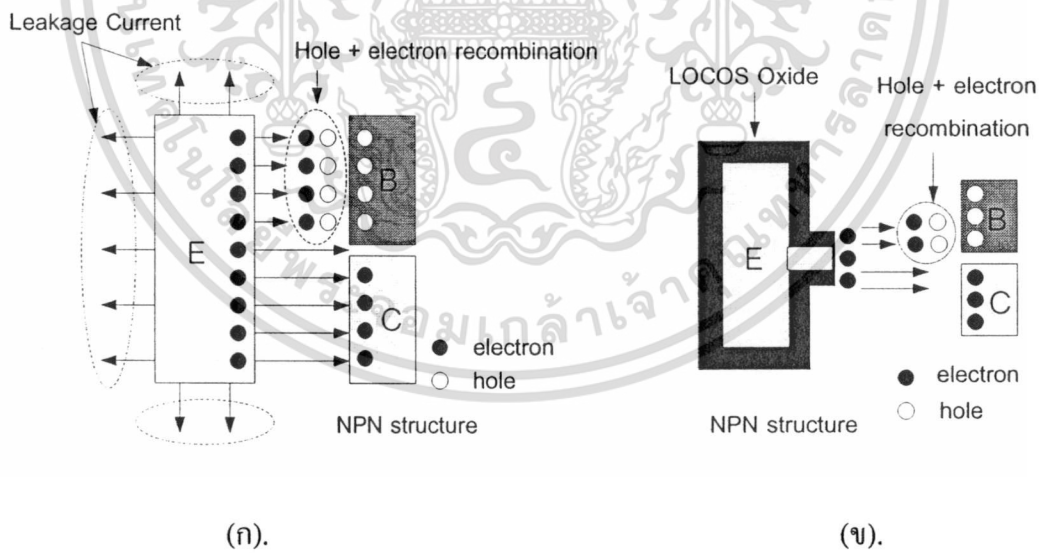 Leakage Current
Hole + electron recombination
B
E
C
electron
hole
NPN structure
(ก).
LOCOS Oxide
Hole + electron
recombination
B
E
C
electron
hole
NPN structure
(ข).